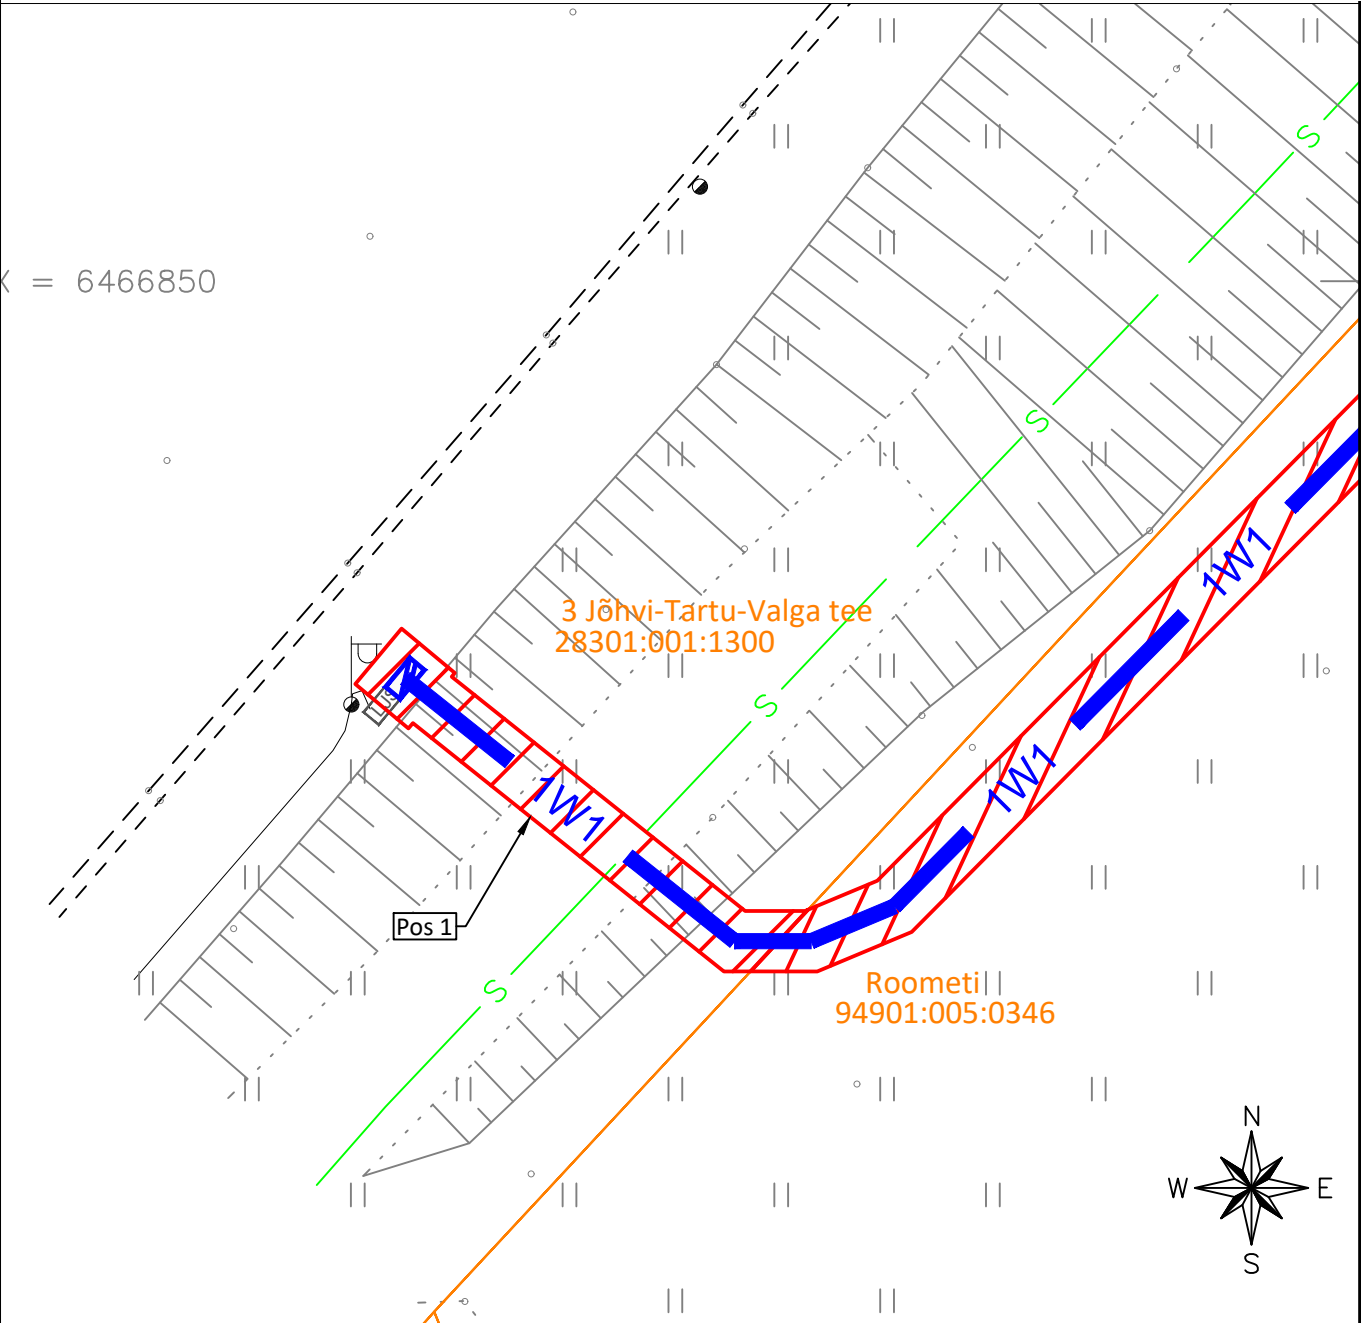 S
X = 6466850
S
1W1
3 Jõhvi-Tartu-Valga tee
28301:001:1300
D
S
1W1
1W1
Pos 1
Roometi
94901:005:0346
S
N
W E
S